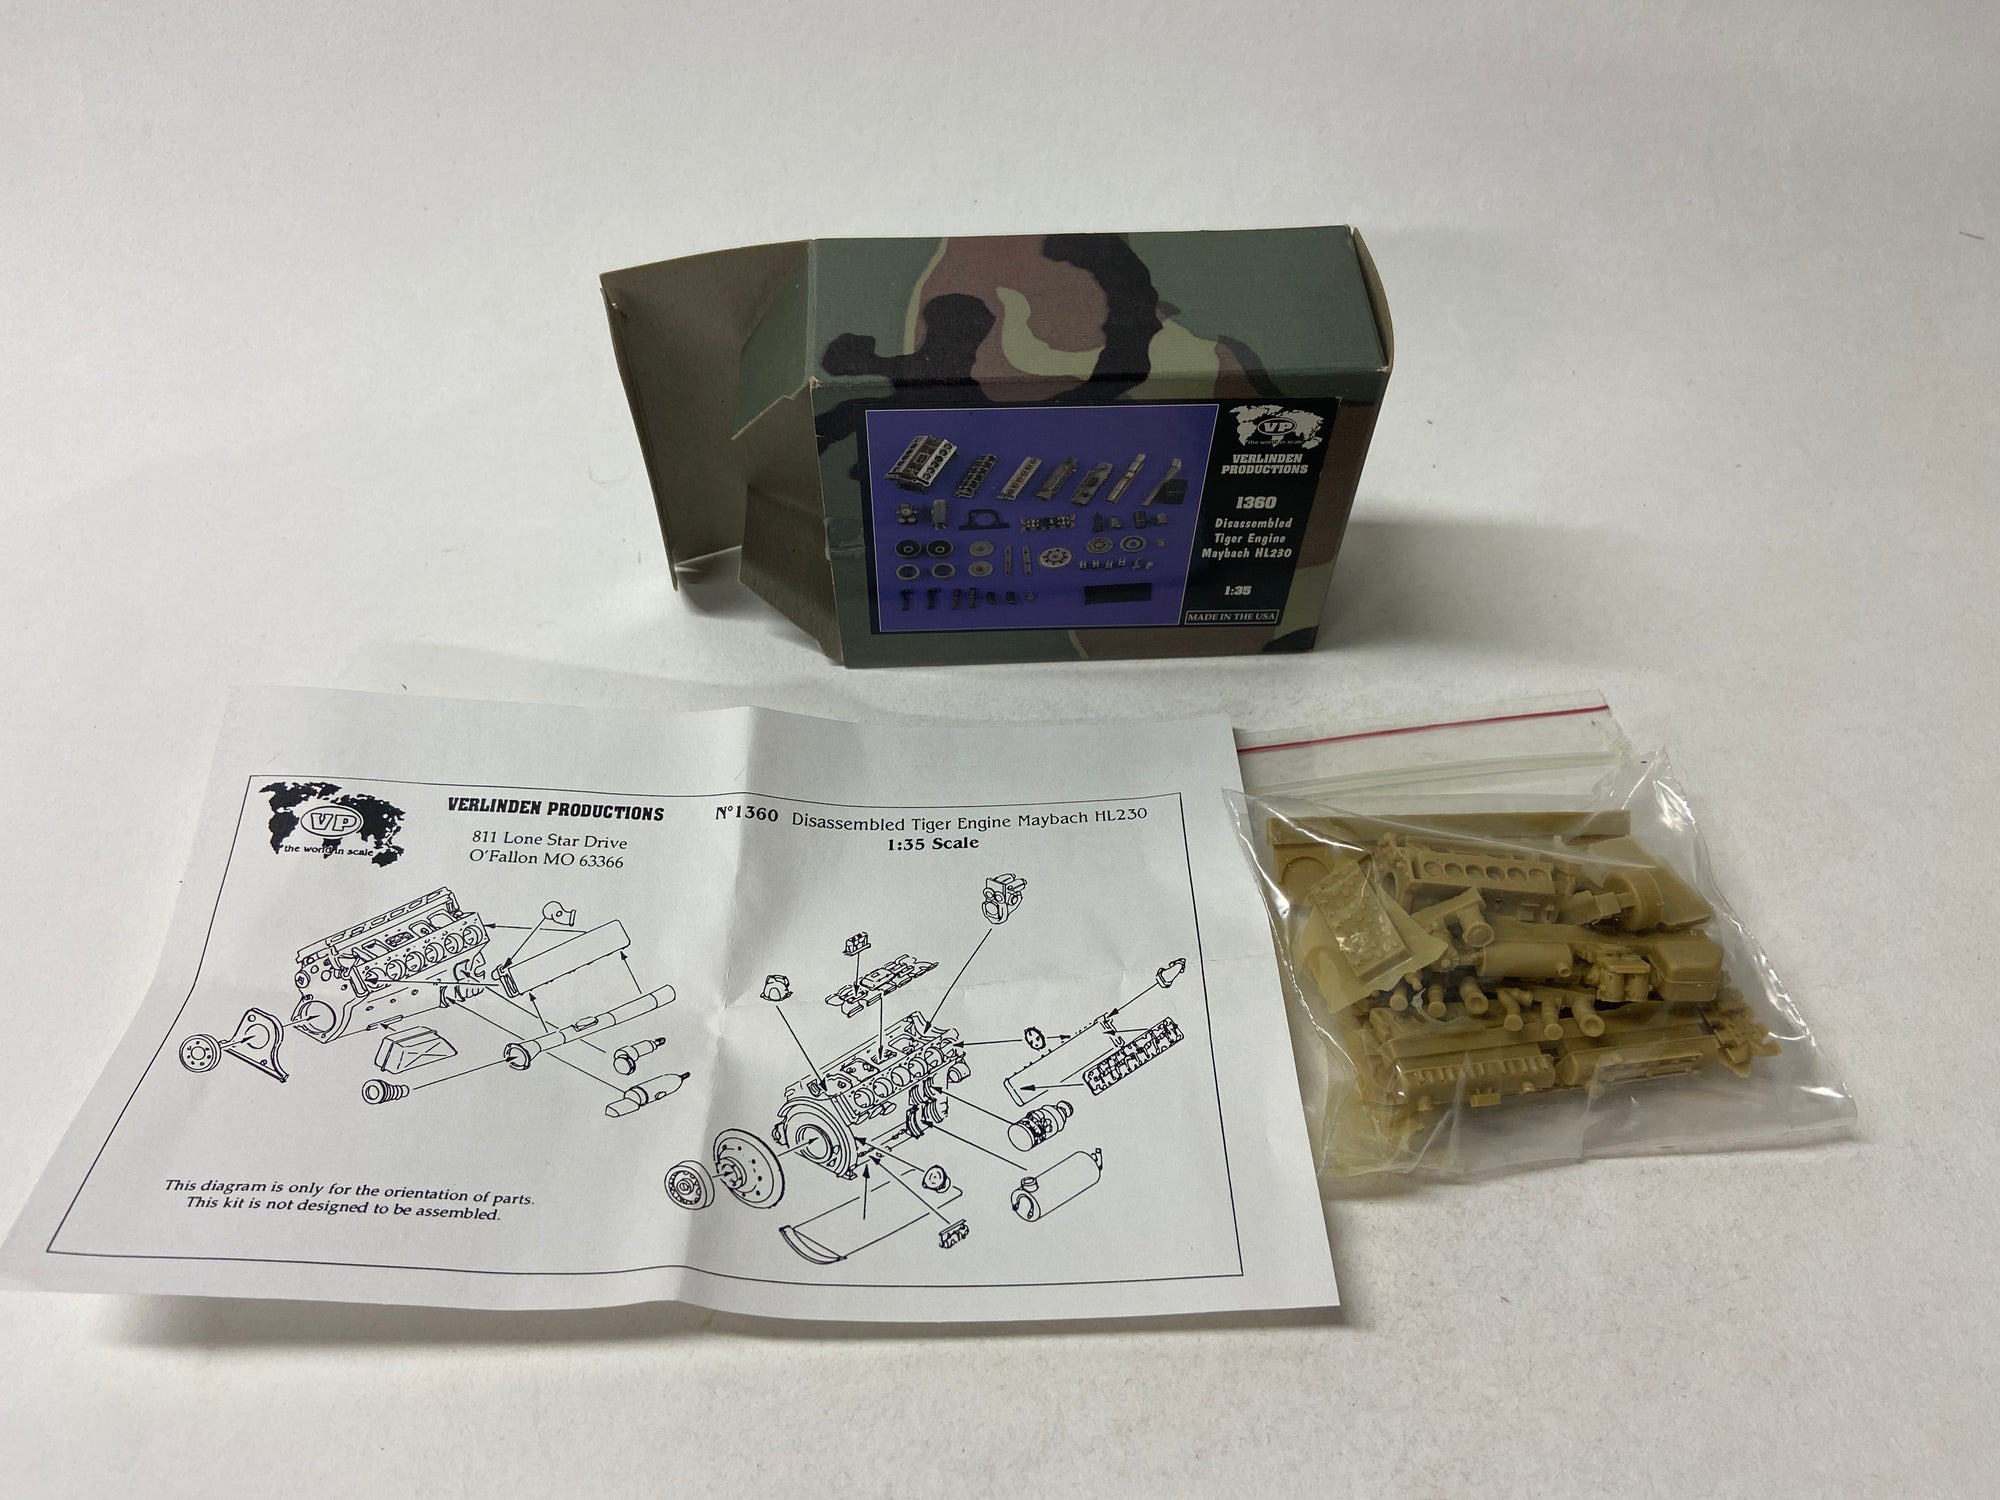 VP
the world in scale
VERLINDEN
PRODUCTIONS
1360
Disassembled
Tiger Engine
Maybach HL230
1:35
MADE IN THE USA
VP
the world in scale
VERLINDEN PRODUCTIONS
811 Lone Star Drive
O'Fallon MO 63366
N°1360 Disassembled Tiger Engine Maybach HL230
1:35 Scale
This diagram is only for the orientation of parts.
This kit is not designed to be assembled.